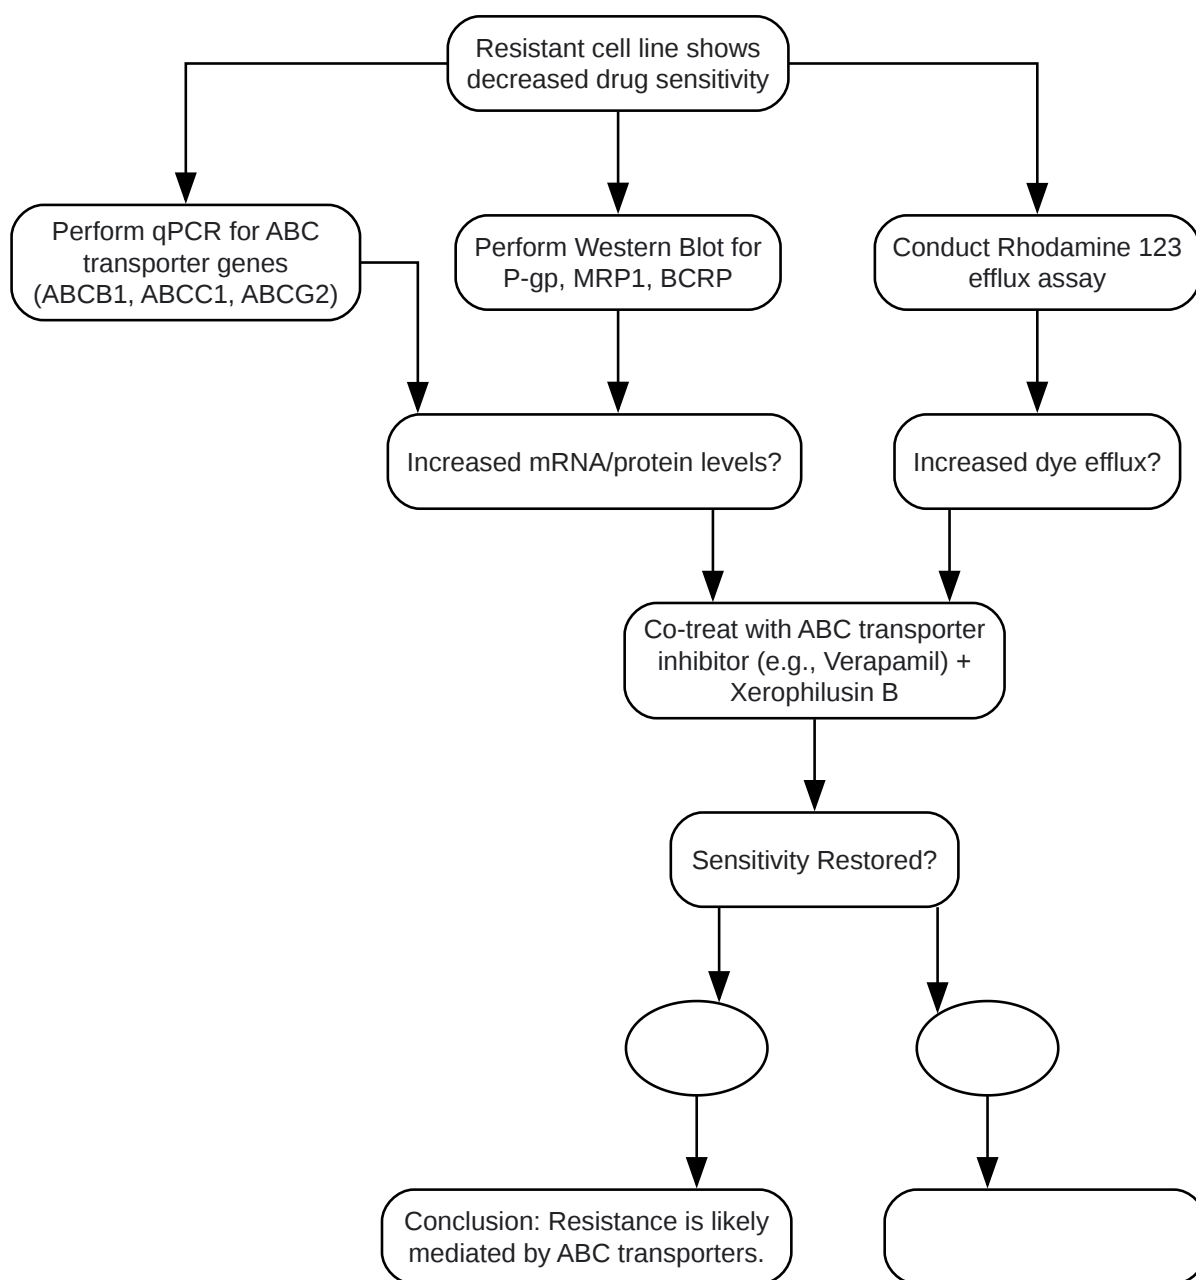 Resistant cell line shows
decreased drug sensitivity
Perform qPCR for ABC
transporter genes
(ABCB1, ABCC1, ABCG2)
Perform Western Blot for
P-gp, MRP1, BCRP
Conduct Rhodamine 123
efflux assay
Increased mRNA/protein levels?
Increased dye efflux?
Co-treat with ABC transporter
inhibitor (e.g., Verapamil) +
Xerophilusin B
Sensitivity Restored?
Conclusion: Resistance is likely
mediated by ABC transporters.